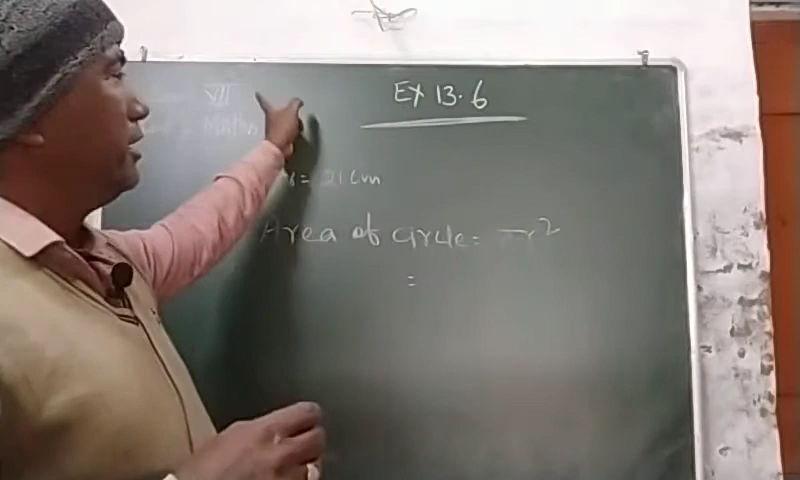 VII
Ex 13.6
Maths
r = 21 cm
Area of circle = πr²
=